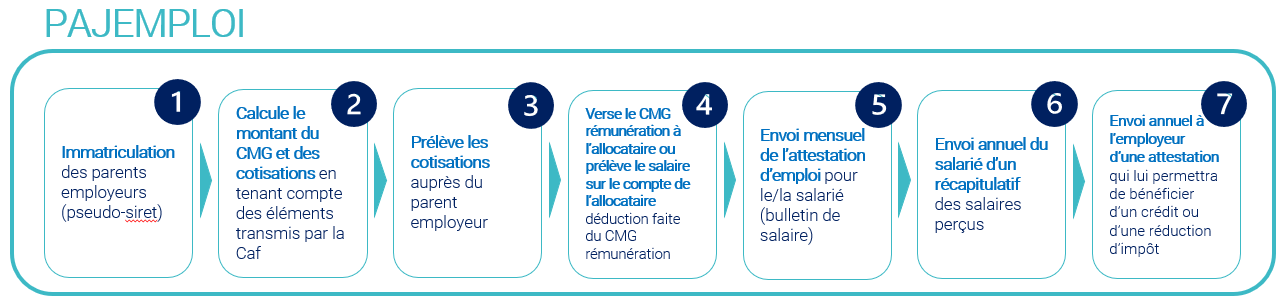 PAJEMPLOI
1
Immatriculation
des parents
employeurs
(pseudo-siret)
2
Calcule le
montant du
CMG et des
cotisations en
tenant compte
des éléments
transmis par la
Caf
3
Prélève les
cotisations
auprès du
parent
employeur
4
Verse le CMG
rémunération à
l'allocataire ou
prélève le salaire
sur le compte de
l'allocataire
déduction faite
du CMG
rémunération
5
Envoi mensuel
de l'attestation
d'emploi pour
le/la salarié
(bulletin de
salaire)
6
Envoi annuel du
salarié d'un
récapitulatif
des salaires
perçus
7
Envoi annuel à
l'employeur
d'une attestation
qui lui permettra
de bénéficier
d'un crédit ou
d'une réduction
d'impôt